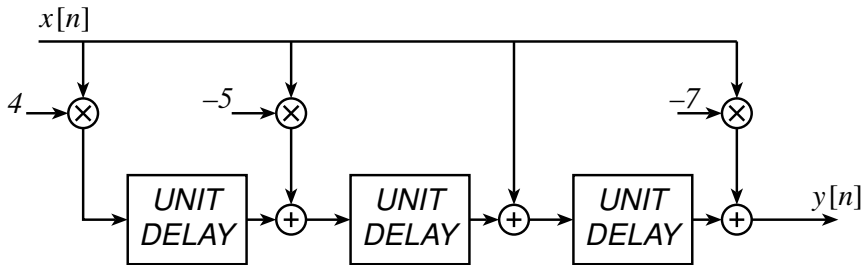 x[n]
4
–5
–7
×
×
×
UNIT DELAY
+
UNIT DELAY
+
UNIT DELAY
+
y[n]